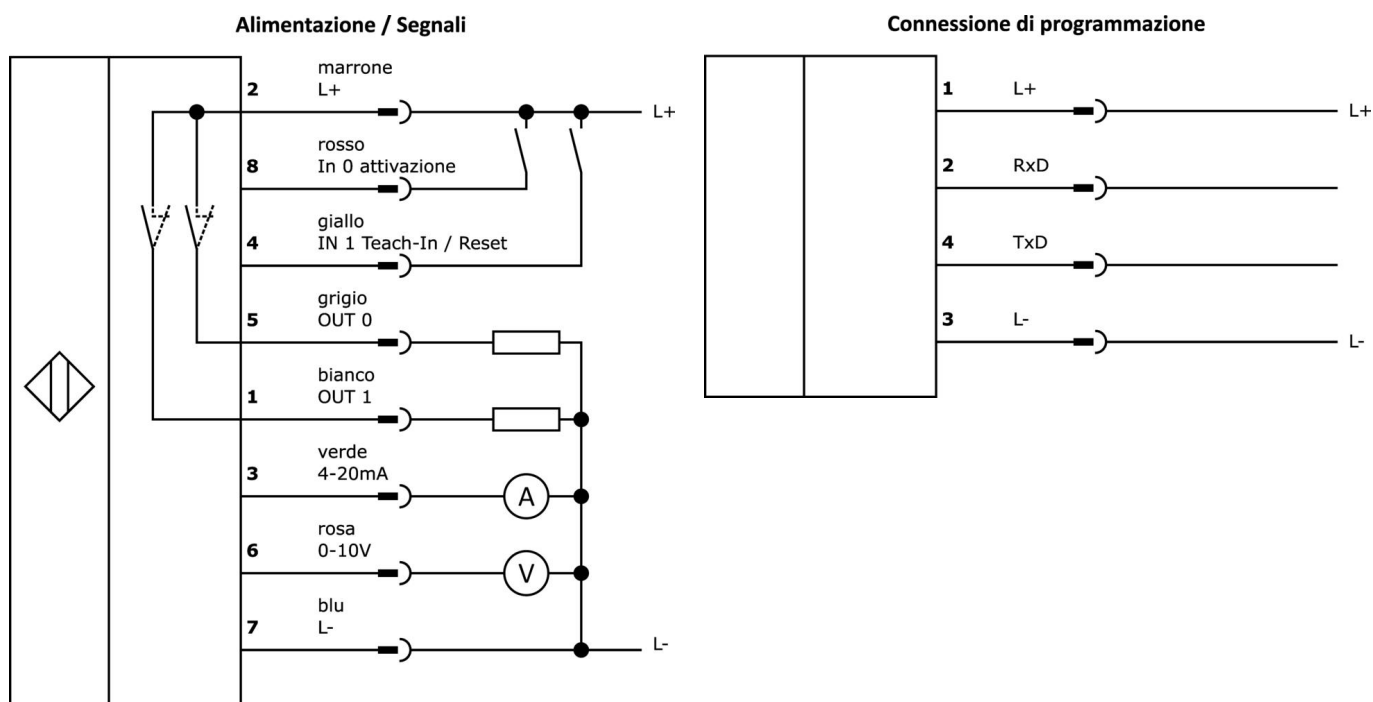 Alimentazione / Segnali
marrone
2 L+
L+
rosso
8 In 0 attivazione
giallo
4 IN 1 Teach-In / Reset
grigio
5 OUT 0
bianco
1 OUT 1
verde
3 4-20mA
A
rosa
6 0-10V
V
blu
7 L-
L-
Connessione di programmazione
1 L+
L+
2 RxD
4 TxD
3 L-
L-